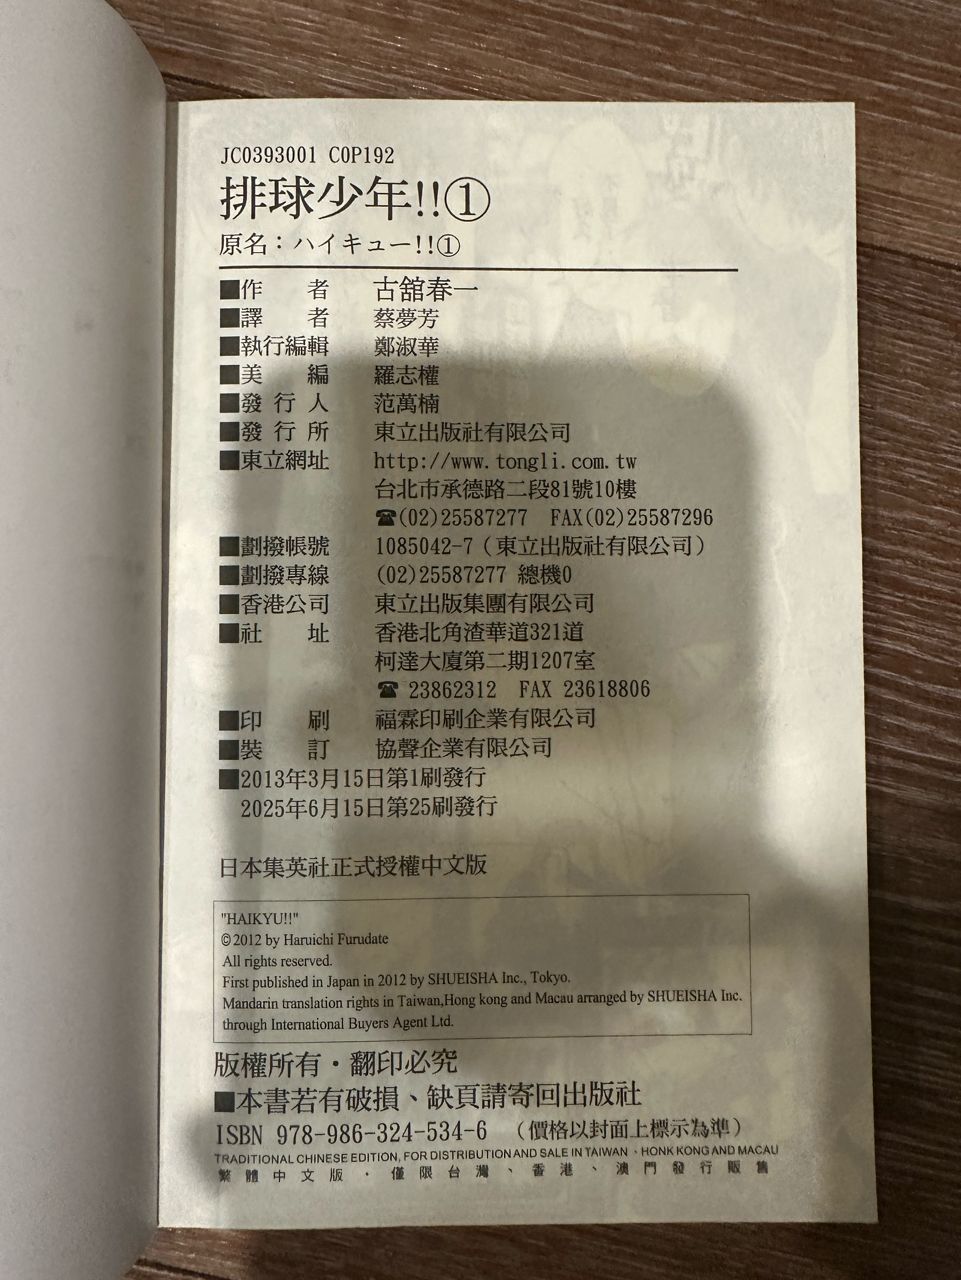 JC0393001 C0P192
排球少年!!①
原名：ハイキュー!!①
■作　者　古舘春一
■譯　者　蔡夢芳
■執行編輯　鄭淑華
■美　編　羅志權
■發 行 人　范萬楠
■發 行 所　東立出版社有限公司
■東立網址　http://www.tongli.com.tw
台北市承德路二段81號10樓
☎(02)25587277　FAX(02)25587296
■劃撥帳號　1085042-7（東立出版社有限公司）
■劃撥專線　(02)25587277 總機0
■香港公司　東立出版集團有限公司
■社　址　香港北角渣華道321道
柯達大廈第二期1207室
☎ 23862312　FAX 23618806
■印　刷　福霖印刷企業有限公司
■裝　訂　協聲企業有限公司
■2013年3月15日第1刷發行
2025年6月15日第25刷發行
日本集英社正式授權中文版
"HAIKYU!!"
© 2012 by Haruichi Furudate
All rights reserved.
First published in Japan in 2012 by SHUEISHA Inc., Tokyo.
Mandarin translation rights in Taiwan,Hong kong and Macau arranged by SHUEISHA Inc.
through International Buyers Agent Ltd.
版權所有・翻印必究
■本書若有破損、缺頁請寄回出版社
ISBN 978-986-324-534-6 （價格以封面上標示為準）
TRADITIONAL CHINESE EDITION, FOR DISTRIBUTION AND SALE IN TAIWAN、HONK KONG AND MACAU
繁體中文版・僅限台灣、香港、澳門發行販售